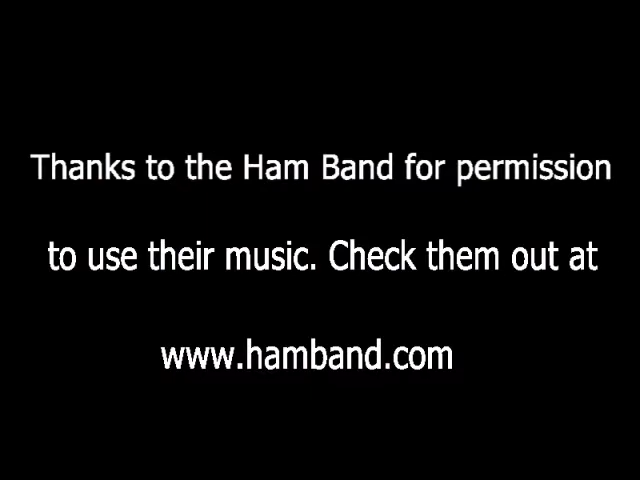 Thanks to the Ham Band for permission
to use their music. Check them out at
www.hamband.com